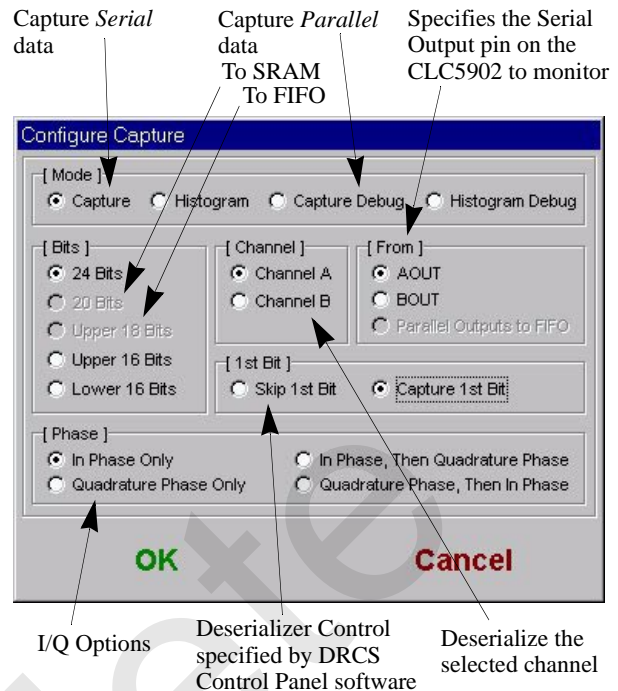 Capture Serial
data
Capture Parallel
data
To SRAM
To FIFO
Specifies the Serial
Output pin on the
CLC5902 to monitor
Configure Capture
[ Mode ]
Capture Histogram Capture Debug Histogram Debug
[ Bits ]
24 Bits
20 Bits
Upper 18 Bits
Upper 16 Bits
Lower 16 Bits
[ Channel ]
Channel A
Channel B
[ From ]
AOUT
BOUT
Parallel Outputs to FIFO
[ 1st Bit ]
Skip 1st Bit Capture 1st Bit
[ Phase ]
In Phase Only In Phase, Then Quadrature Phase
Quadrature Phase Only Quadrature Phase, Then In Phase
OK Cancel
I/Q Options
Deserializer Control
specified by DRCS
Control Panel software
Deserialize the
selected channel